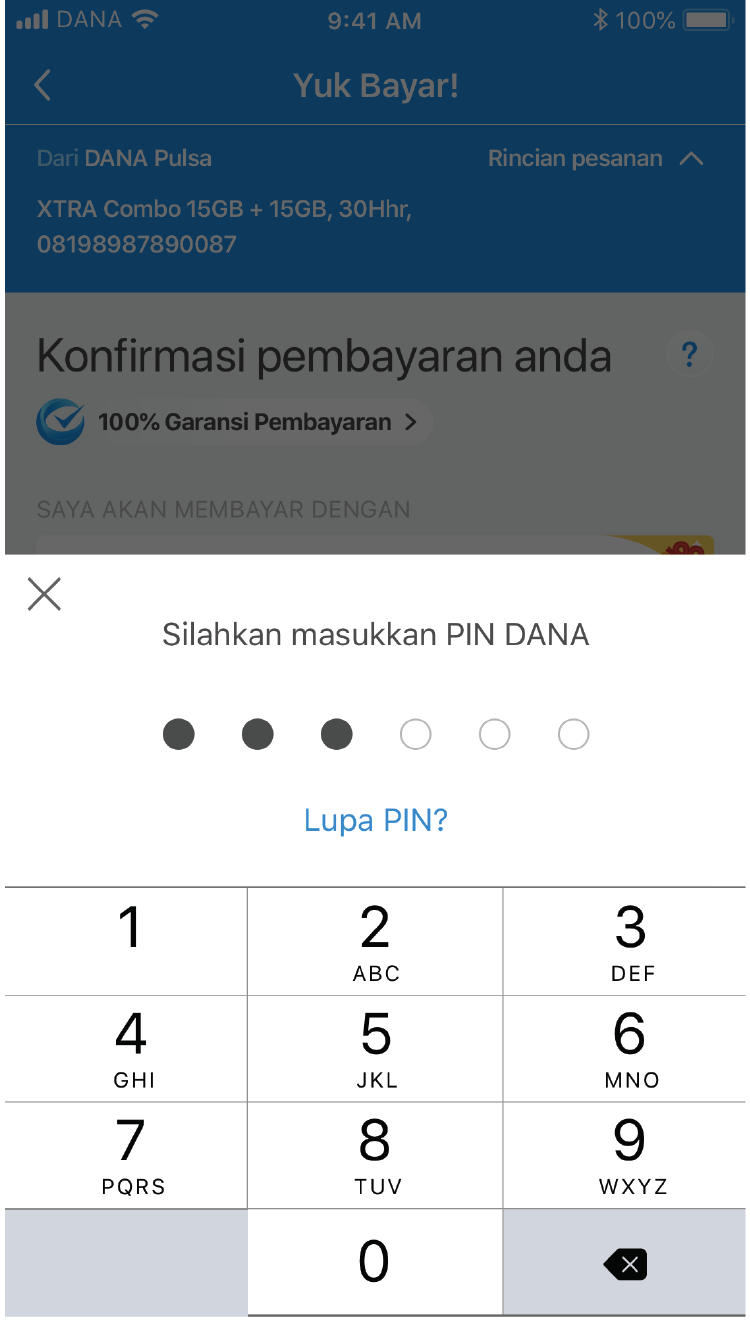 DANA 9:41 AM 100%
Yuk Bayar!
Dari DANA Pulsa Rincian pesanan
XTRA Combo 15GB + 15GB, 30Hhr,
08198987890087
Konfirmasi pembayaran anda ?
100% Garansi Pembayaran >
SAYA AKAN MEMBAYAR DENGAN
Silahkan masukkan PIN DANA
Lupa PIN?
1 2 3
ABC DEF
4 5 6
GHI JKL MNO
7 8 9
PQRS TUV WXYZ
0